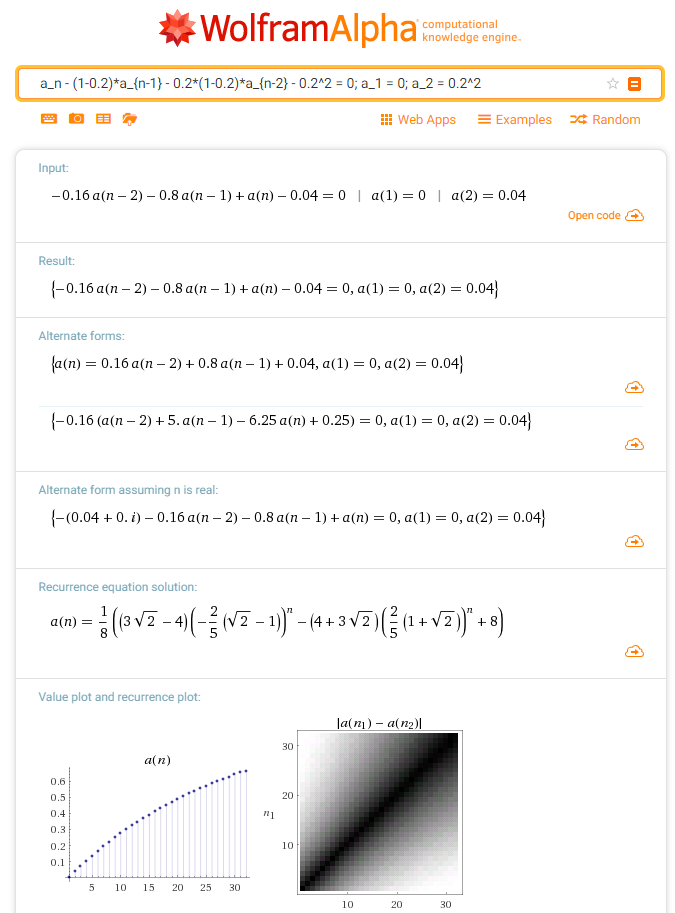 WolframAlpha computational knowledge engine.
a_n - (1-0.2)*a_{n-1} - 0.2*(1-0.2)*a_{n-2} - 0.2^2 = 0; a_1 = 0; a_2 = 0.2^2
Web Apps Examples Random
Input:
−0.16 a(n − 2) − 0.8 a(n − 1) + a(n) − 0.04 = 0 | a(1) = 0 | a(2) = 0.04
Open code
Result:
{−0.16 a(n − 2) − 0.8 a(n − 1) + a(n) − 0.04 = 0, a(1) = 0, a(2) = 0.04}
Alternate forms:
{a(n) = 0.16 a(n − 2) + 0.8 a(n − 1) + 0.04, a(1) = 0, a(2) = 0.04}
{−0.16 (a(n − 2) + 5. a(n − 1) − 6.25 a(n) + 0.25) = 0, a(1) = 0, a(2) = 0.04}
Alternate form assuming n is real:
{−(0.04 + 0. i) − 0.16 a(n − 2) − 0.8 a(n − 1) + a(n) = 0, a(1) = 0, a(2) = 0.04}
Recurrence equation solution:
a(n) = 1/8 ((3 √2 − 4) (−2/5 (√2 − 1))^n − (4 + 3 √2) (2/5 (1 + √2))^n + 8)
Value plot and recurrence plot:
a(n)
0.6
0.5
0.4
0.3
0.2
0.1
5 10 15 20 25 30
|a(n₁) − a(n₂)|
30
20
10
n₁
10 20 30